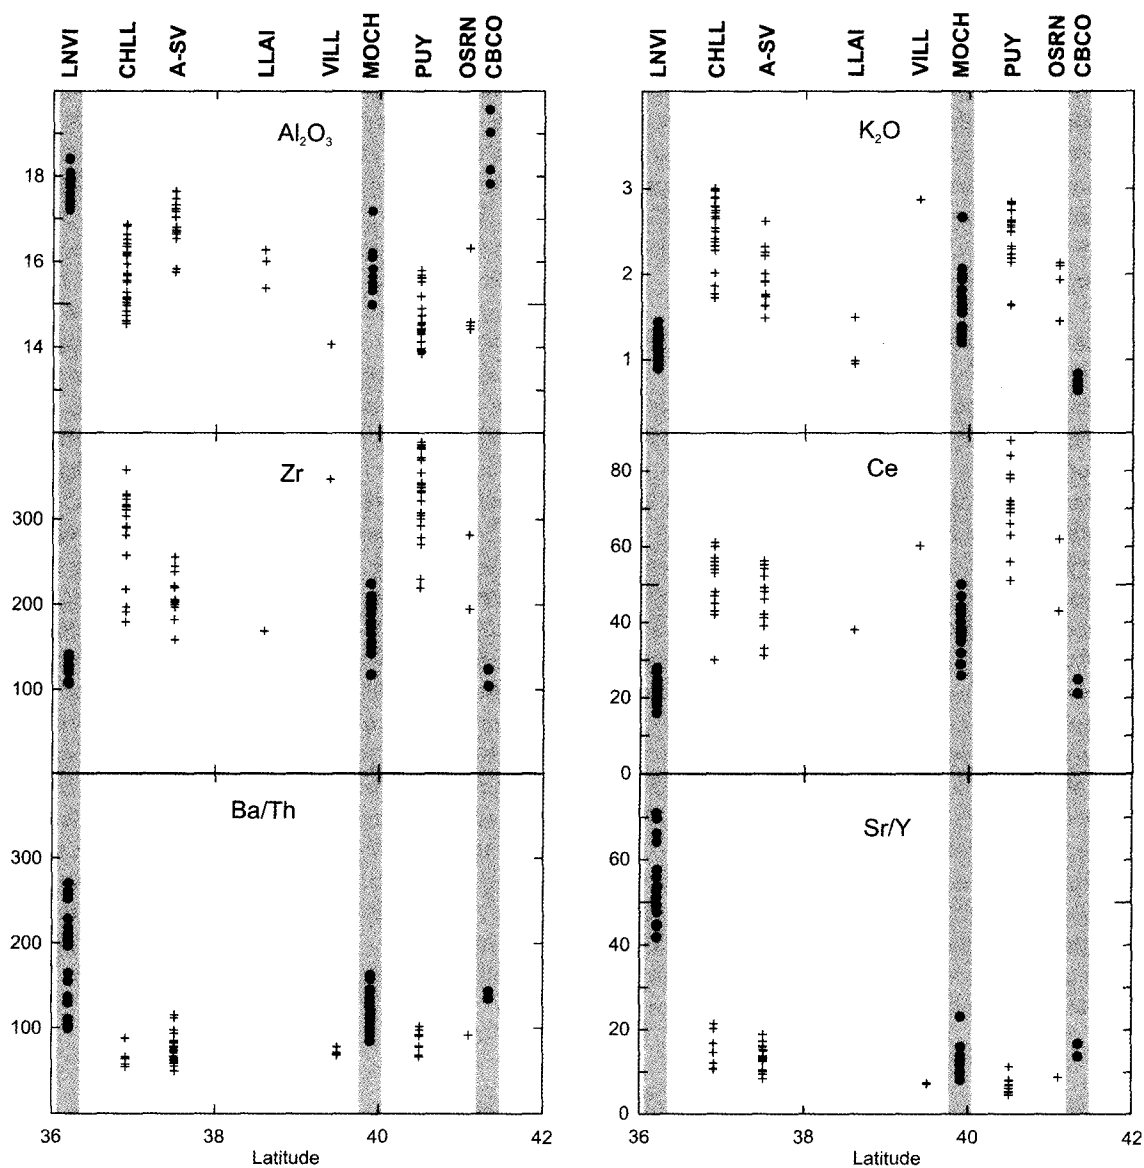 LNVI CHLL A-SV LLAI VILL MOCH PUY OSRN CBCO
LNVI CHLL A-SV LLAI VILL MOCH PUY OSRN CBCO
Al₂O₃
18
16
14
K₂O
3
2
1
Zr
300
200
100
Ce
80
60
40
20
0
Ba/Th
300
200
100
Sr/Y
60
40
20
0
36 38 40 42
Latitude
36 38 40 42
Latitude